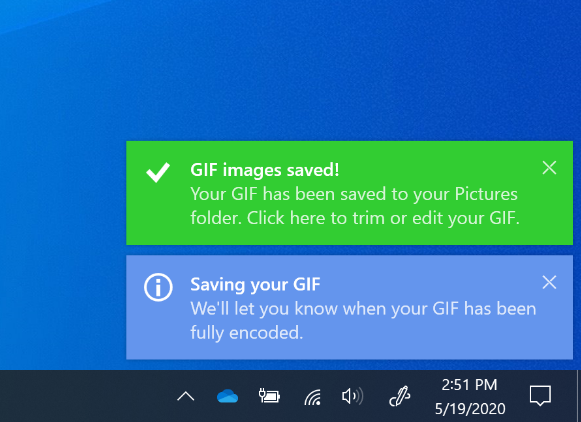 GIF images saved!
Your GIF has been saved to your Pictures
folder. Click here to trim or edit your GIF.
Saving your GIF
We'll let you know when your GIF has been
fully encoded.
2:51 PM
5/19/2020